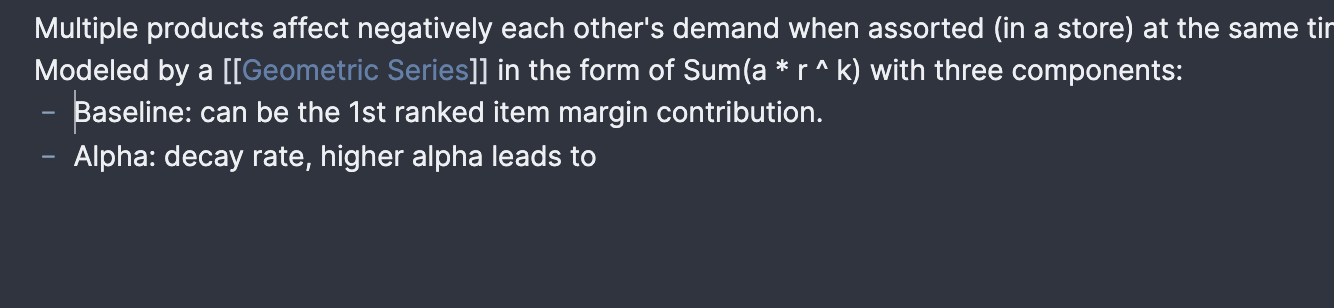 Multiple products affect negatively each other's demand when assorted (in a store) at the same
Modeled by a [[Geometric Series]] in the form of Sum(a * r ^ k) with three components:
– Baseline: can be the 1st ranked item margin contribution.
– Alpha: decay rate, higher alpha leads to